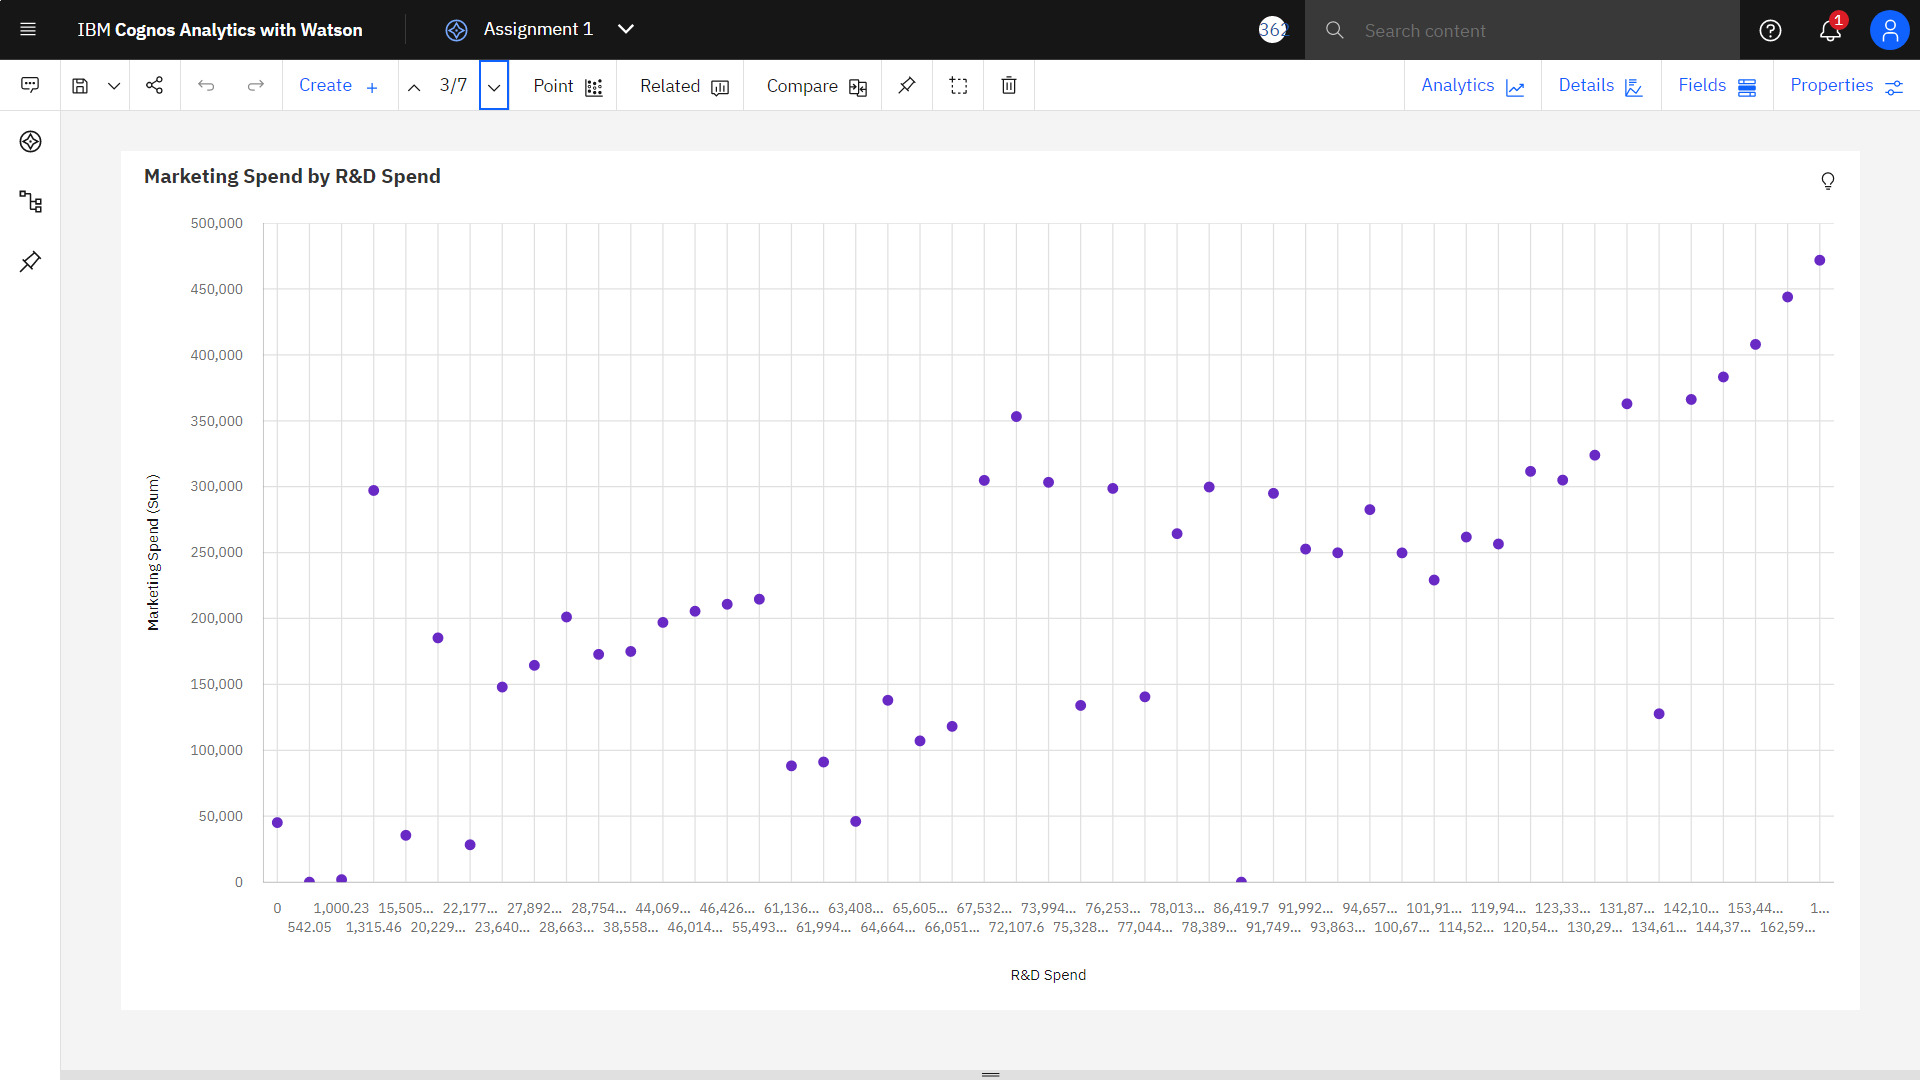 IBM Cognos Analytics with Watson
Assignment 1
362
Search content
1
Create
3/7
Point
Related
Compare
Analytics
Details
Fields
Properties
Marketing Spend by R&D Spend
500,000
450,000
400,000
350,000
300,000
250,000
200,000
150,000
100,000
50,000
0
Marketing Spend (Sum)
0 1,000.23 15,505... 22,177... 27,892... 28,754... 44,069... 46,426... 61,136... 63,408... 65,605... 67,532... 73,994... 76,253... 78,013... 86,419.7 91,992... 94,657... 101,91... 119,94... 123,33... 131,87... 142,10... 153,44... 1...
542.05 1,315.46 20,229... 23,640... 28,663... 38,558... 46,014... 55,493... 61,994... 64,664... 66,051... 72,107.6 75,328... 77,044... 78,389... 91,749... 93,863... 100,67... 114,52... 120,54... 130,29... 134,61... 144,37... 162,59...
R&D Spend